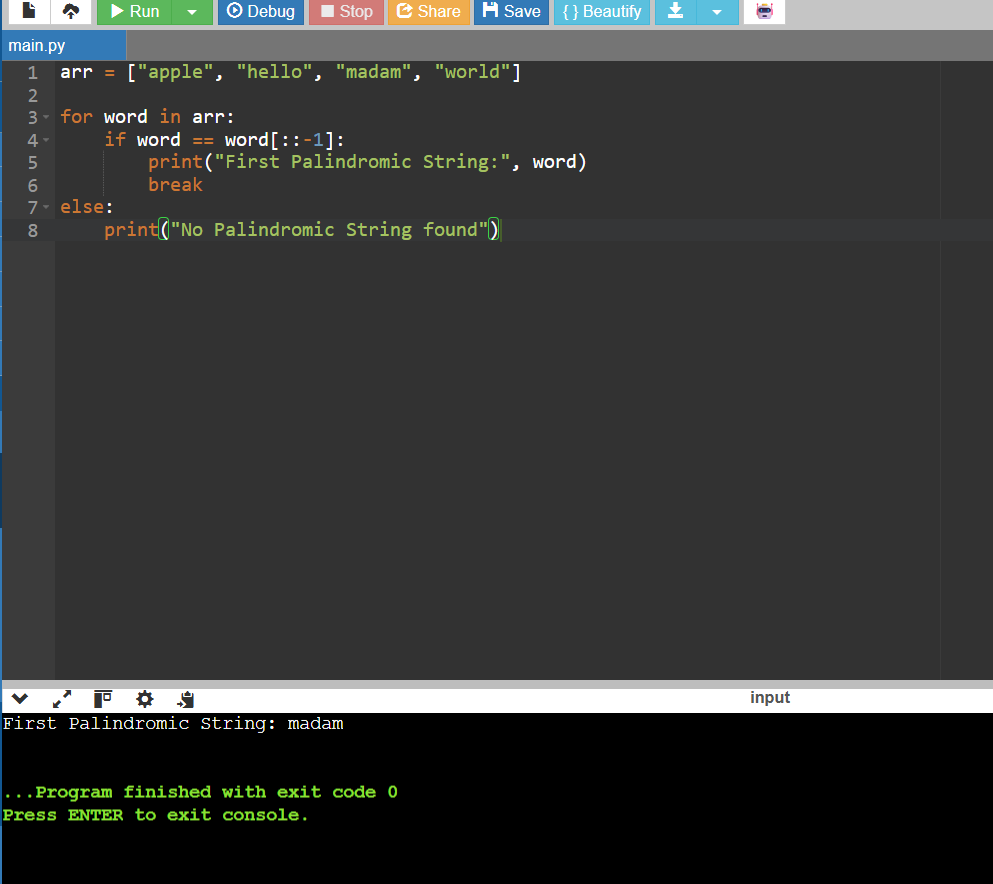 Run Debug Stop Share Save { } Beautify
main.py
1 arr = ["apple", "hello", "madam", "world"]
2
3 for word in arr:
4     if word == word[::-1]:
5         print("First Palindromic String:", word)
6         break
7 else:
8     print("No Palindromic String found")
input
First Palindromic String: madam
...Program finished with exit code 0
Press ENTER to exit console.